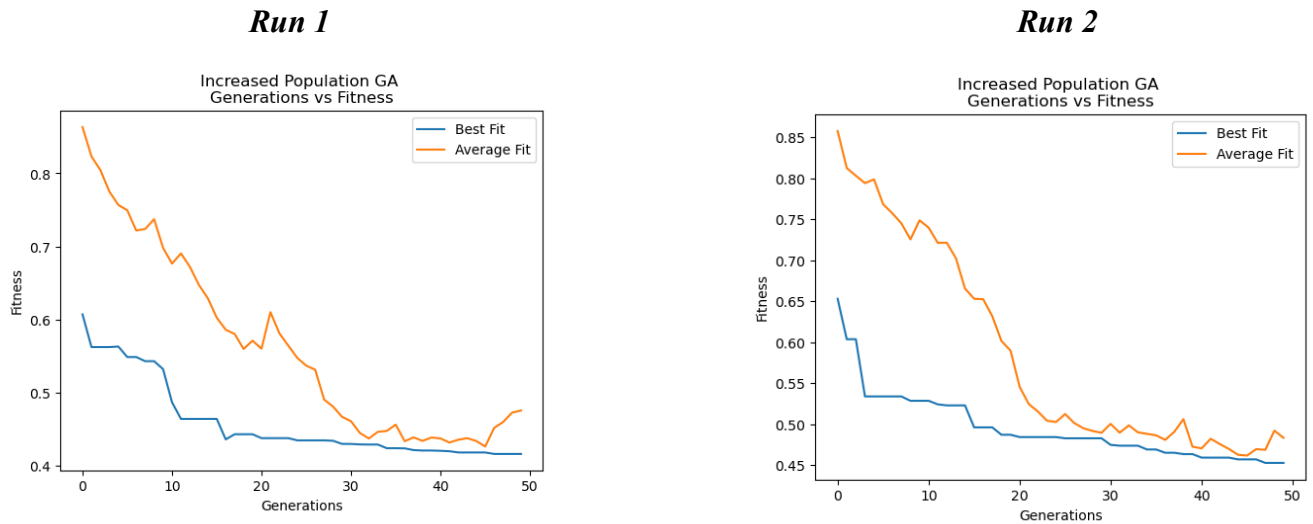 Run 1
Run 2
Increased Population GA
Generations vs Fitness
Best Fit
Average Fit
Fitness
0.8
0.7
0.6
0.5
0.4
0
10
20
30
40
50
Generations
Increased Population GA
Generations vs Fitness
Best Fit
Average Fit
Fitness
0.85
0.80
0.75
0.70
0.65
0.60
0.55
0.50
0.45
0
10
20
30
40
50
Generations